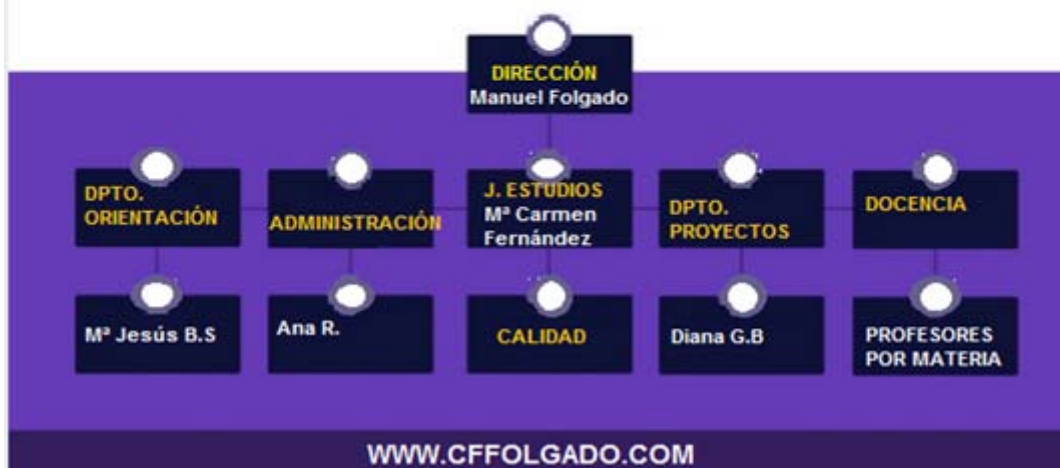 DIRECCIÓN
Manuel Folgado
DPTO.
ORIENTACIÓN
ADMINISTRACIÓN
J. ESTUDIOS
Mª Carmen
Fernández
DPTO.
PROYECTOS
DOCENCIA
Mª Jesús B.S
Ana R.
CALIDAD
Diana G.B
PROFESORES
POR MATERIA
WWW.CFFOLGADO.COM